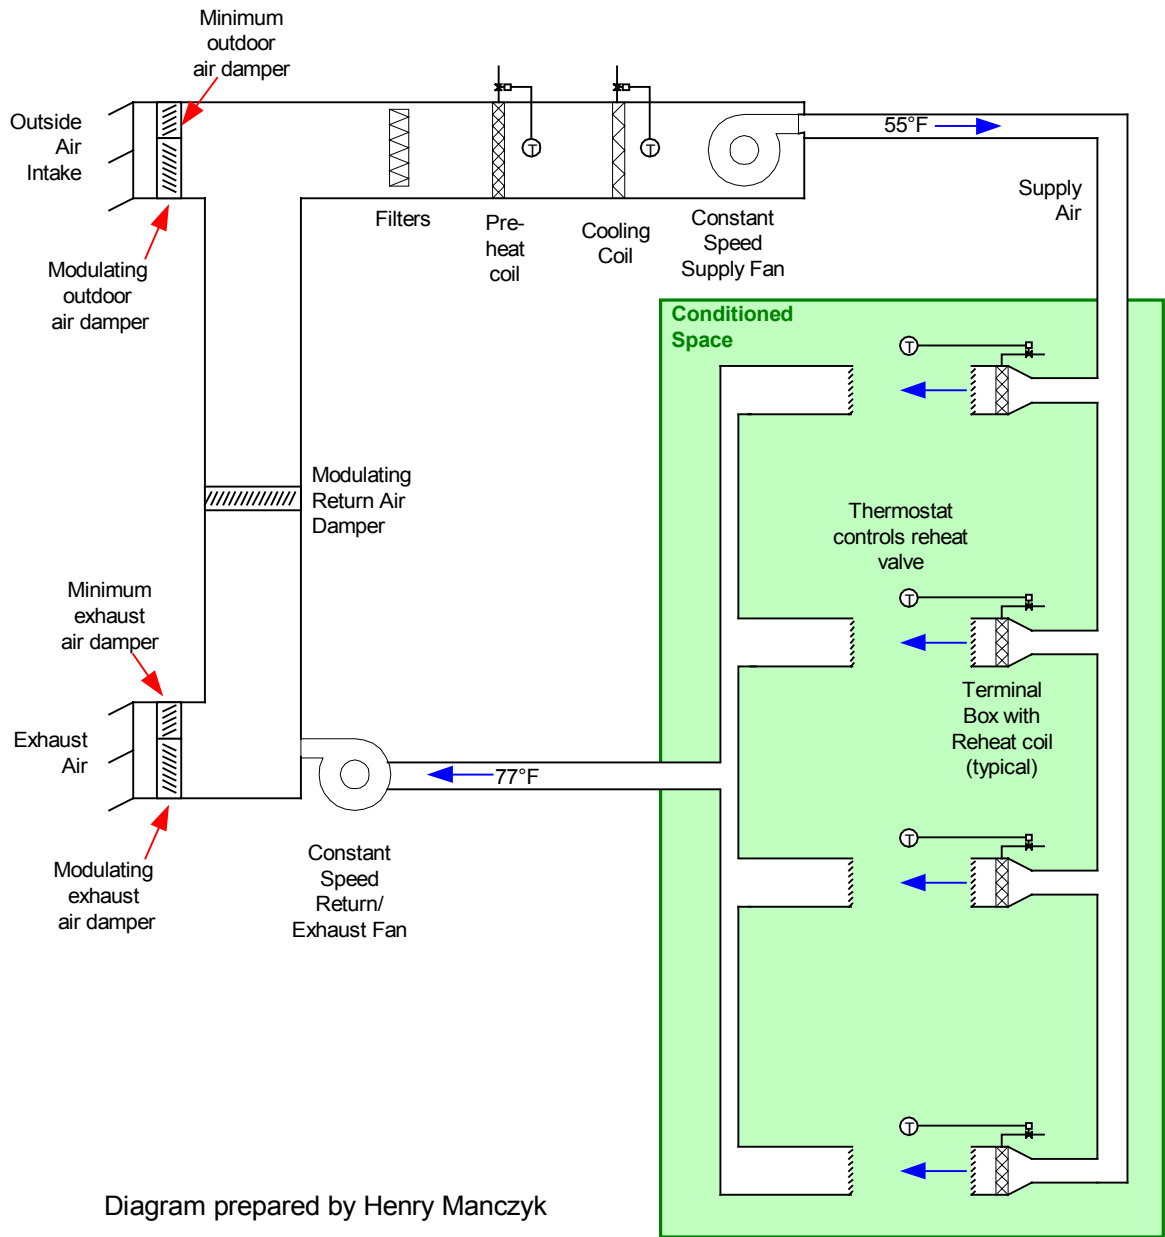 Minimum
outdoor
air damper
Outside
Air
Intake
T
T
55°F
Filters
Pre-
heat
coil
Cooling
Coil
Constant
Speed
Supply Fan
Supply
Air
Modulating
outdoor
air damper
Conditioned
Space
T
Modulating
Return Air
Damper
Thermostat
controls reheat
valve
T
Minimum
exhaust
air damper
Terminal
Box with
Reheat coil
(typical)
Exhaust
Air
77°F
T
Constant
Speed
Return/
Exhaust Fan
Modulating
exhaust
air damper
T
Diagram prepared by Henry Manczyk